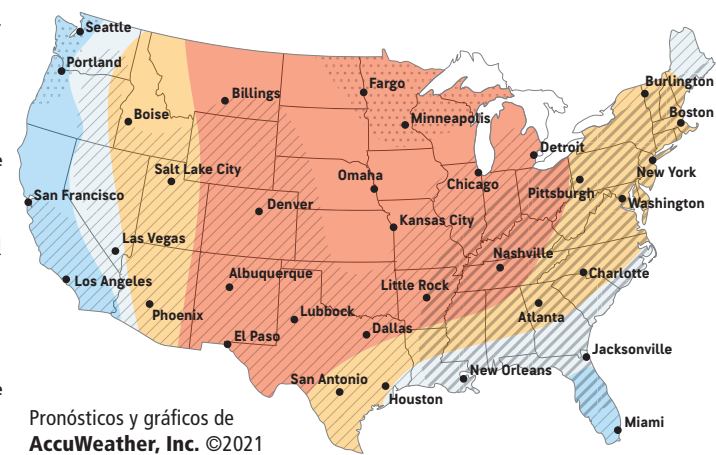 Seattle
Portland
Billings
Fargo
Minneapolis
Burlington
Boston
Boise
Salt Lake City
Omaha
Chicago
Detroit
Pittsburgh
New York
Washington
San Francisco
Denver
Kansas City
Las Vegas
Nashville
Los Angeles
Albuquerque
Little Rock
Charlotte
Phoenix
Lubbock
Dallas
Atlanta
El Paso
Jacksonville
San Antonio
Houston
New Orleans
Miami
Pronósticos y gráficos de
AccuWeather, Inc. ©2021